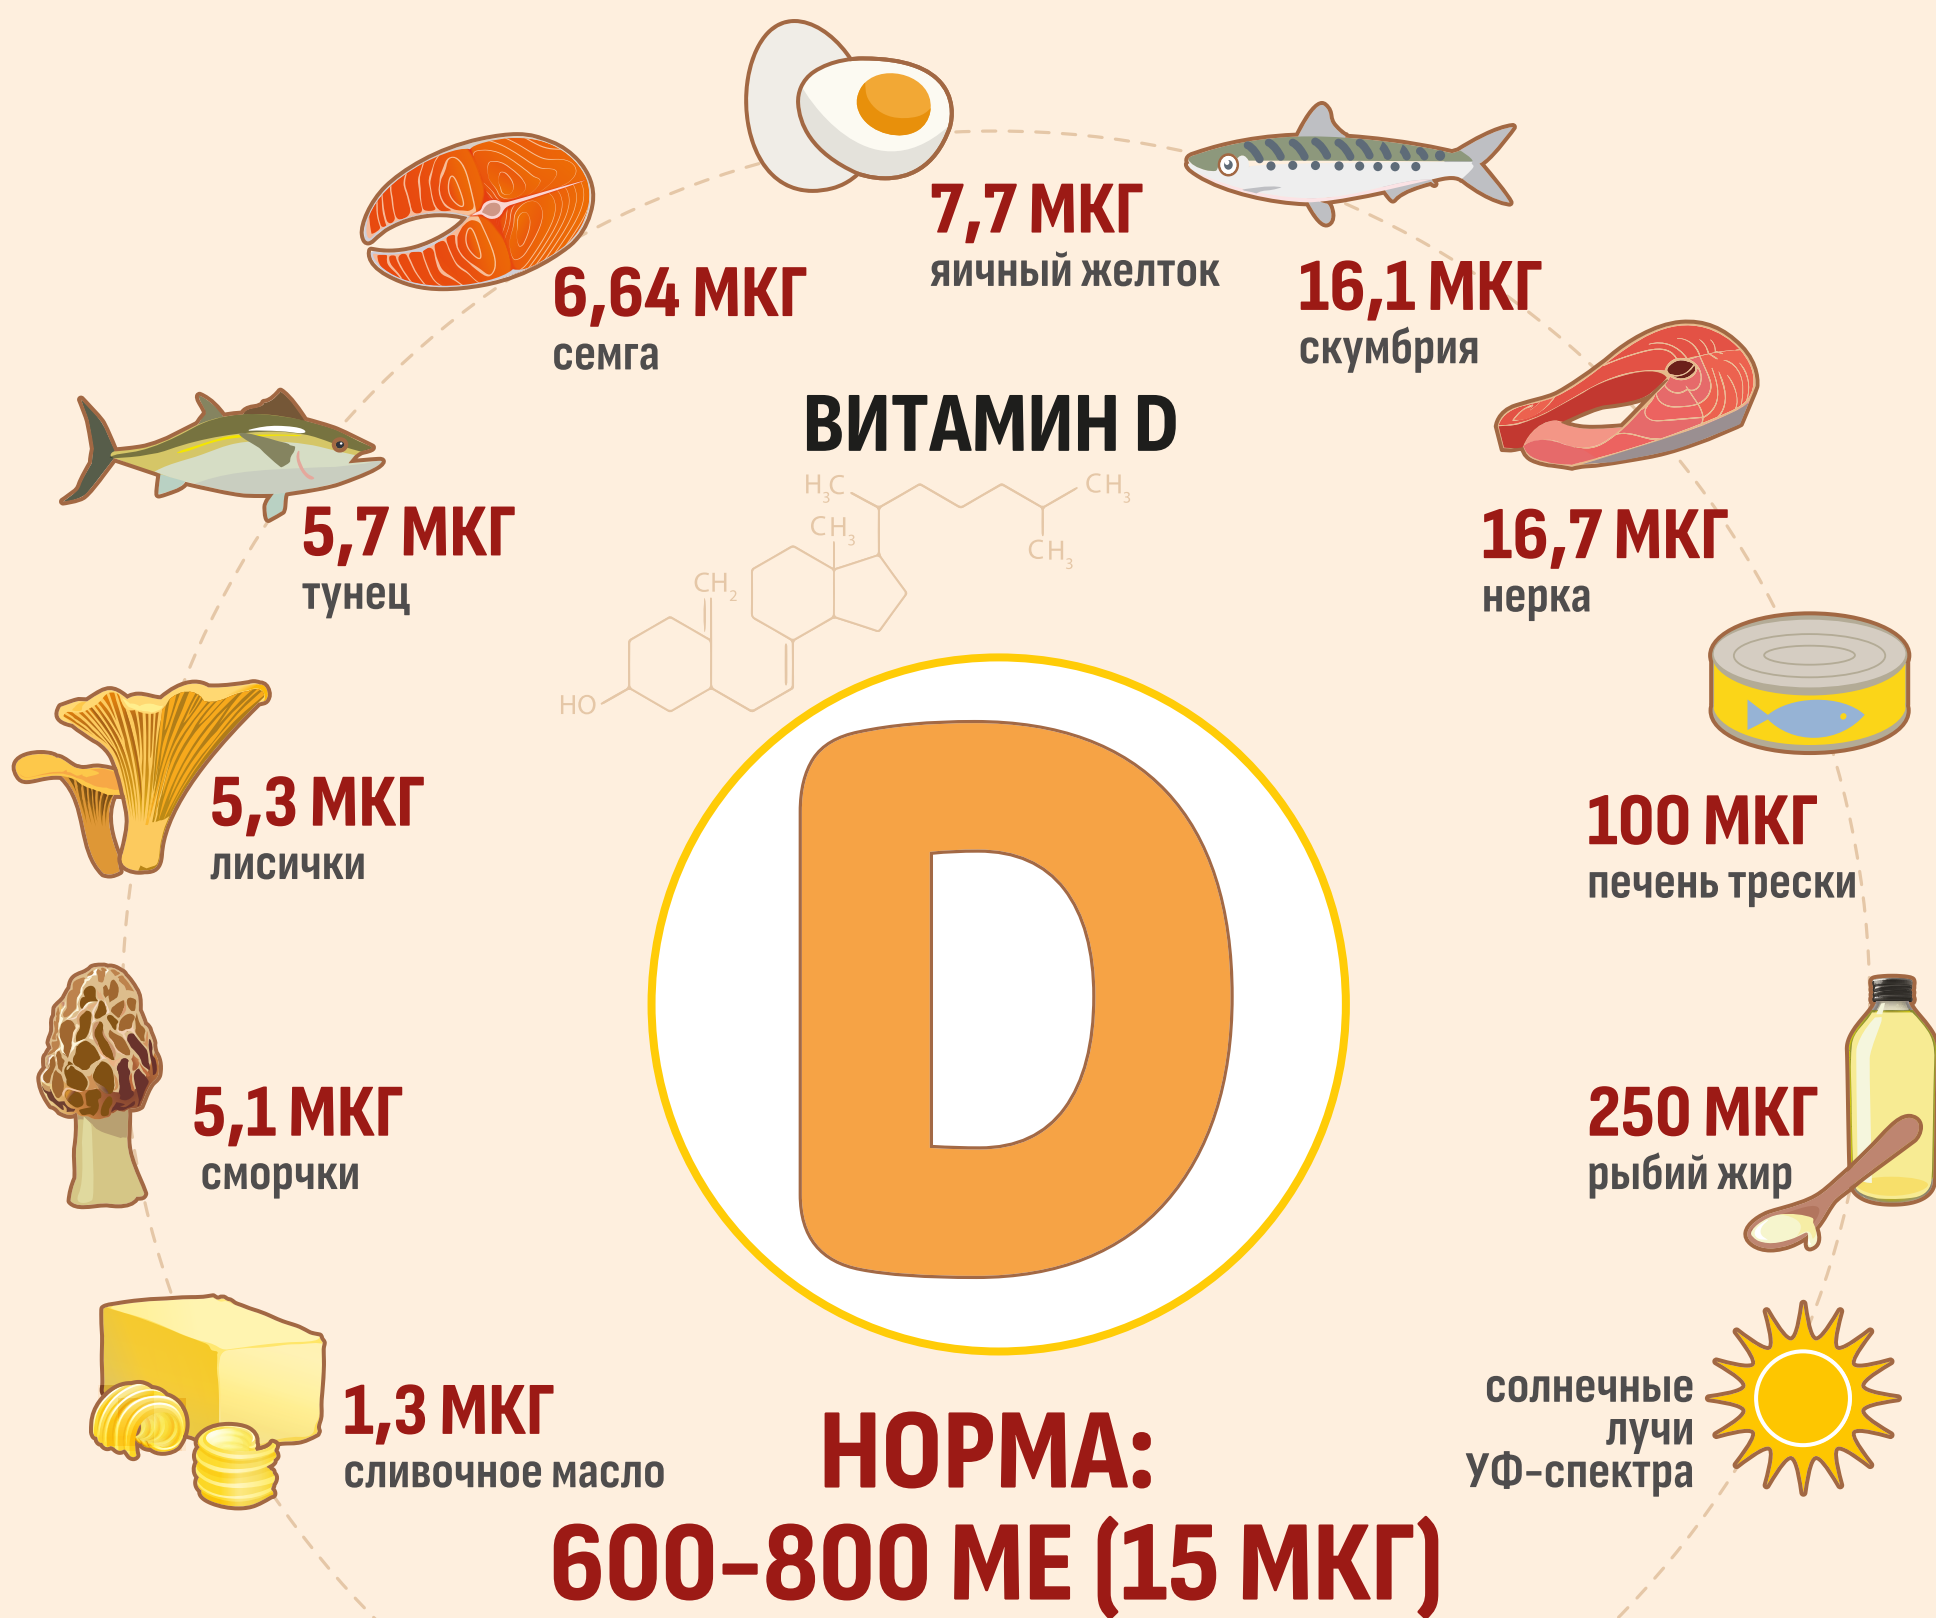 7,7 МКГ
яичный желток
6,64 МКГ
семга
16,1 МКГ
скумбрия
ВИТАМИН D
H3C
CH3
CH3
CH3
CH2
HO
5,7 МКГ
тунец
16,7 МКГ
нерка
5,3 МКГ
лисички
100 МКГ
печень трески
D
5,1 МКГ
сморчки
250 МКГ
рыбий жир
1,3 МКГ
сливочное масло
солнечные
лучи
УФ-спектра
НОРМА:
600-800 МЕ (15 МКГ)